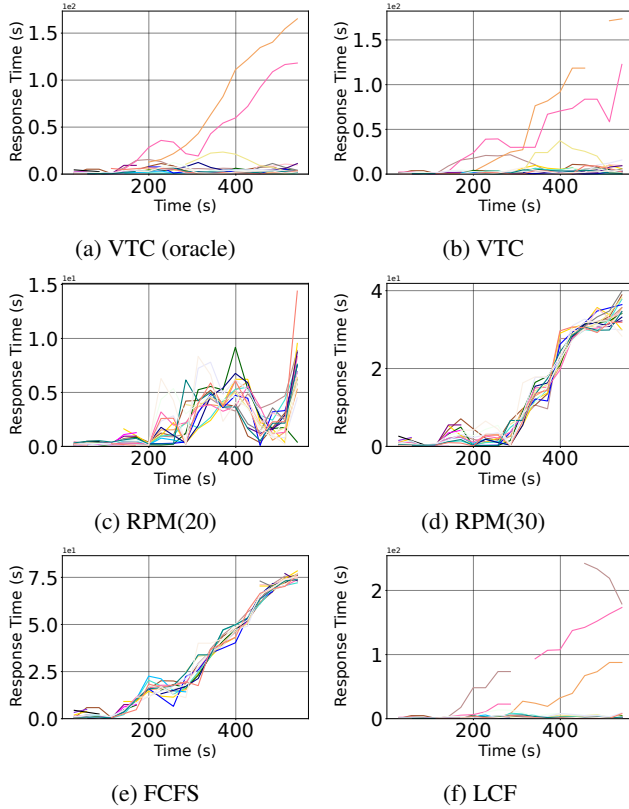 1e2
1e2
1.5
1.0
0.5
0.0
Response Time (s)
200
400
Time (s)
1.5
1.0
0.5
0.0
Response Time (s)
200
400
Time (s)
(a) VTC (oracle)
(b) VTC
1e1
1e1
1.5
1.0
0.5
0.0
Response Time (s)
200
400
Time (s)
4
2
0
Response Time (s)
200
400
Time (s)
(c) RPM(20)
(d) RPM(30)
1e1
1e2
7.5
5.0
2.5
0.0
Response Time (s)
200
400
Time (s)
2
1
0
Response Time (s)
200
400
Time (s)
(e) FCFS
(f) LCF